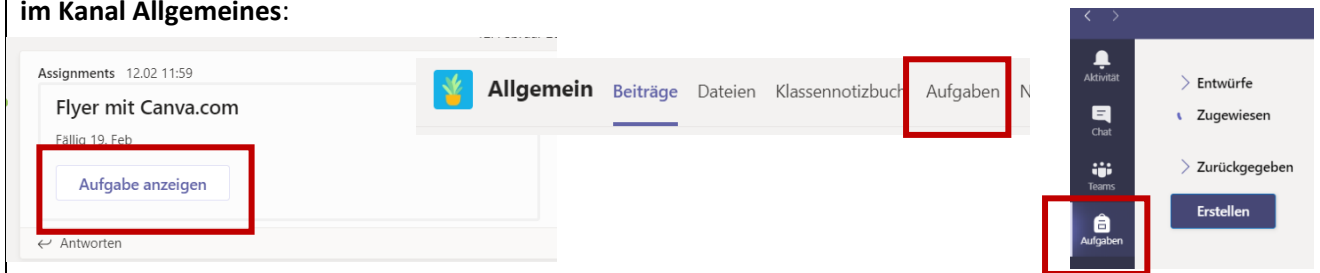 im Kanal Allgemeines:
Assignments 12.02 11:59
Flyer mit Canva.com
Fällig 19. Feb
Aufgabe anzeigen
Antworten
Allgemein Beiträge Dateien Klassennotizbuch Aufgaben N
Aktivität
Chat
Teams
Aufgaben
Entwürfe
Zugewiesen
Zurückgegeben
Erstellen